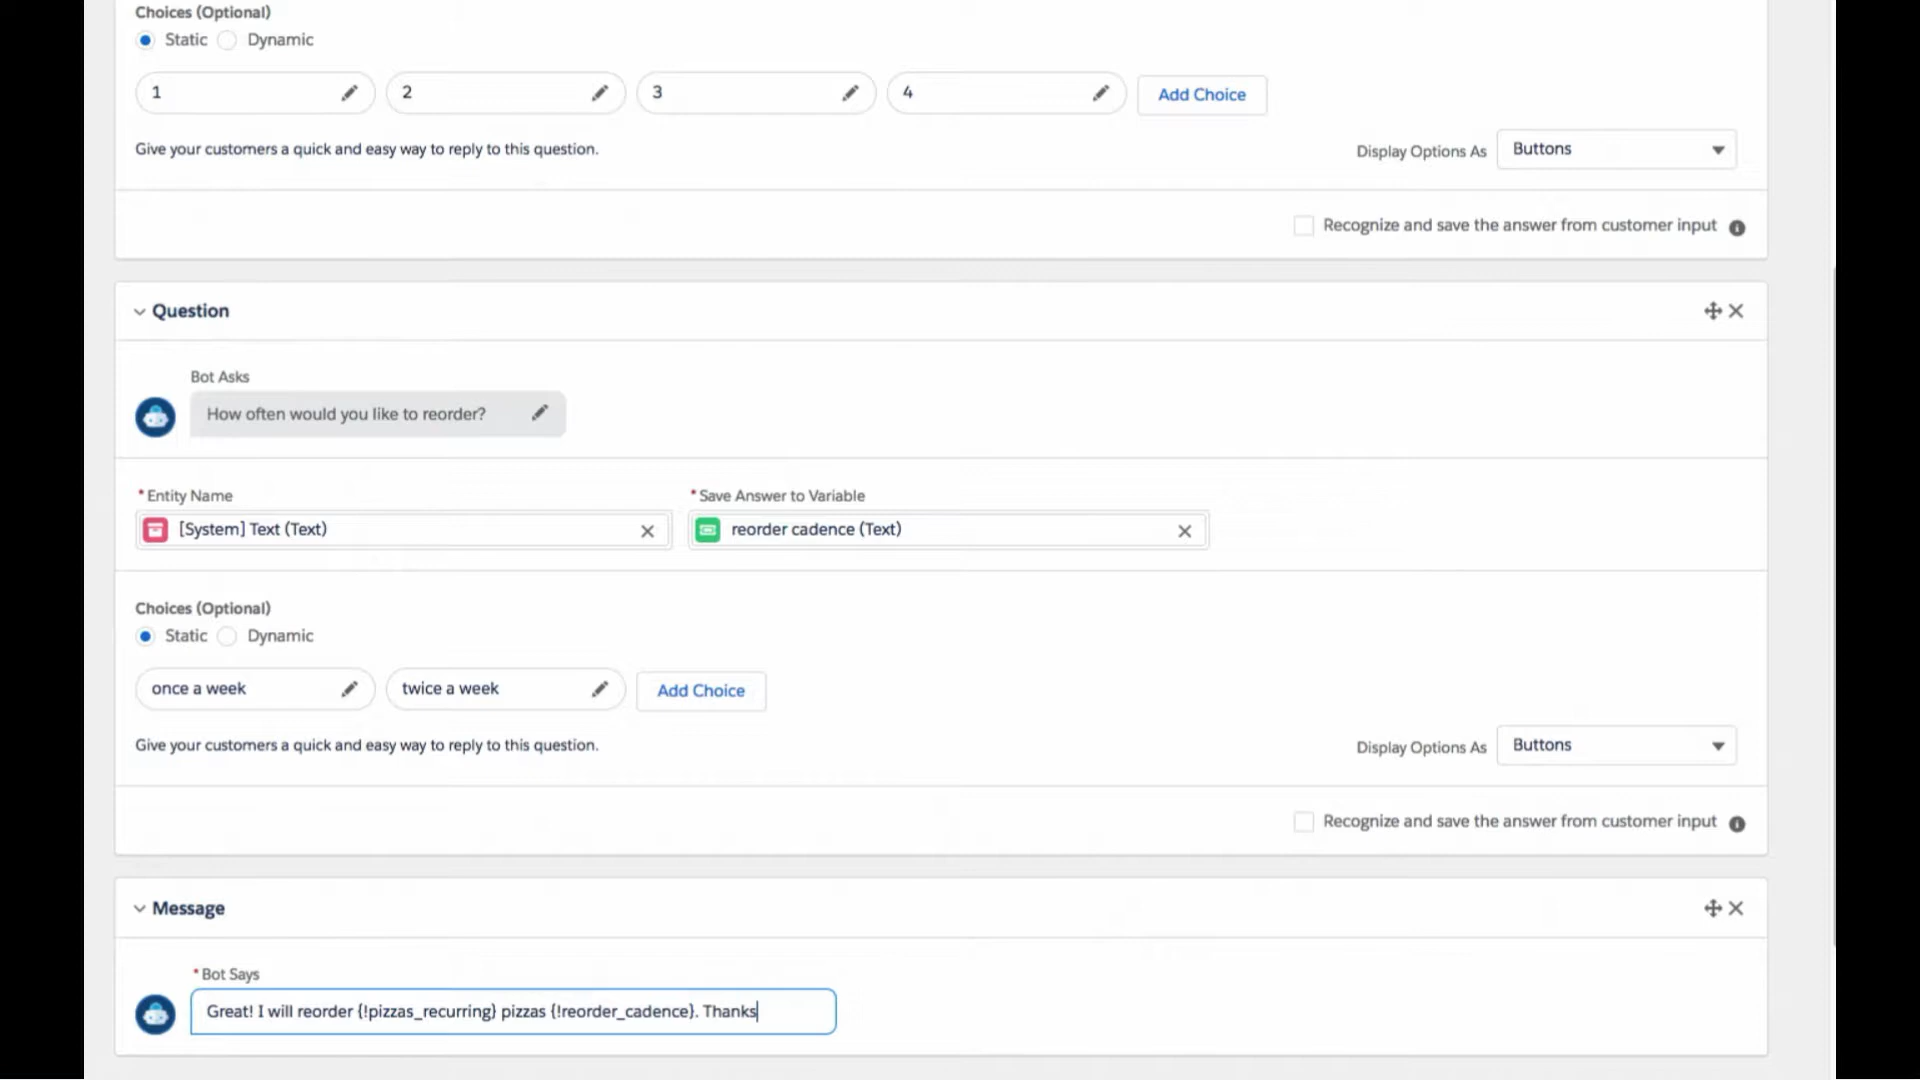 Choices (Optional)
Static Dynamic
1 2 3 4 Add Choice
Give your customers a quick and easy way to reply to this question.
Display Options As Buttons
Recognize and save the answer from customer input
Question
Bot Asks
How often would you like to reorder?
*Entity Name *Save Answer to Variable
[System] Text (Text) reorder cadence (Text)
Choices (Optional)
Static Dynamic
once a week twice a week Add Choice
Give your customers a quick and easy way to reply to this question.
Display Options As Buttons
Recognize and save the answer from customer input
Message
*Bot Says
Great! I will reorder {!pizzas_recurring} pizzas {!reorder_cadence}. Thanks